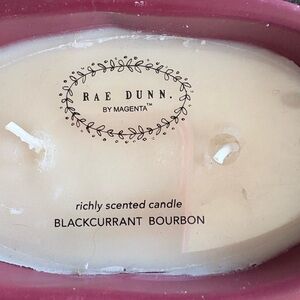 RAE DUNN.
BY MAGENTA™
richly scented candle
BLACKCURRANT BOURBON